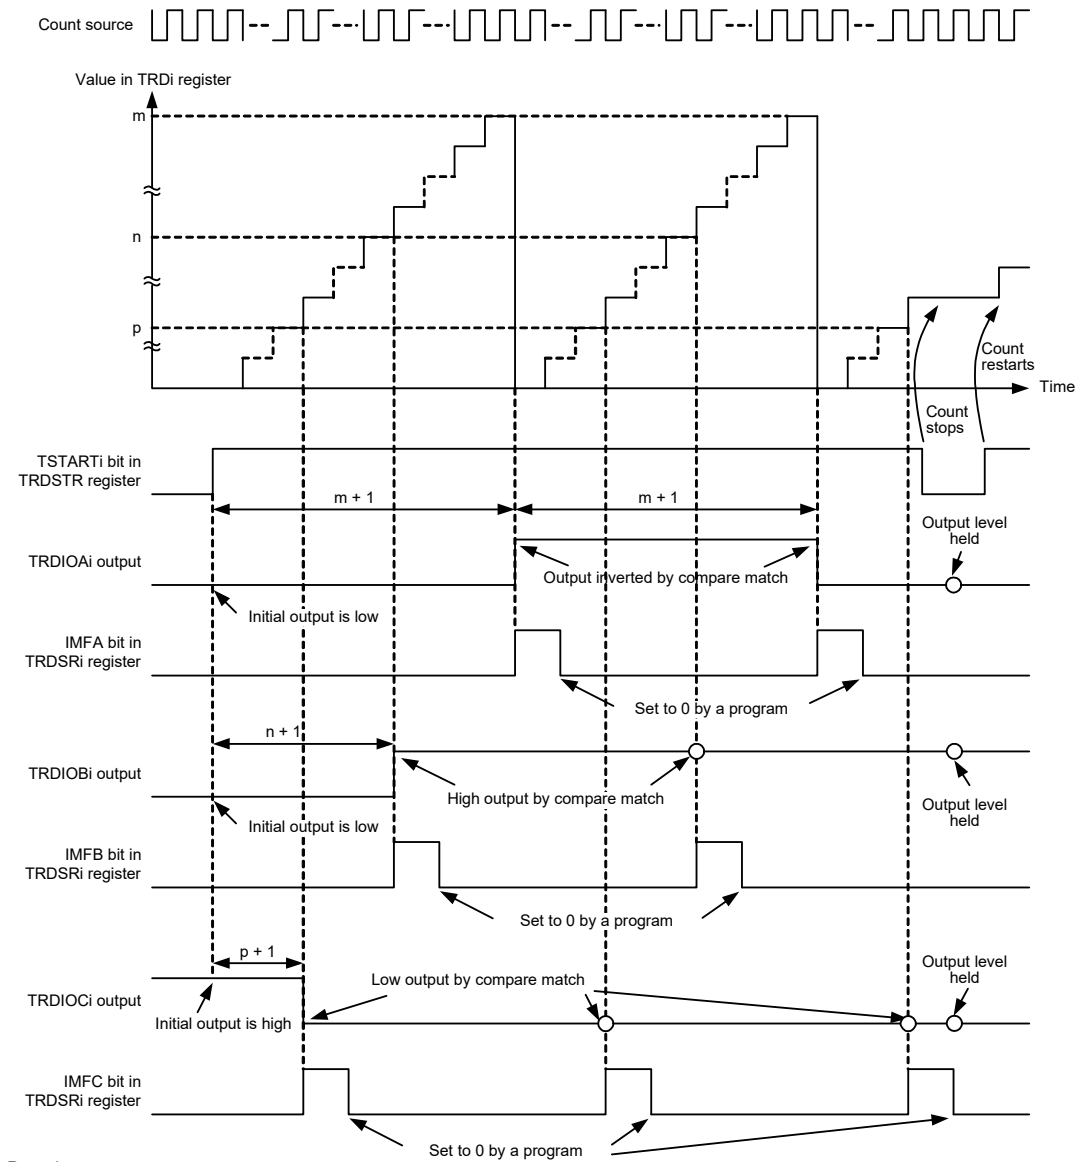 Count source
Value in TRDi register
m
n
p
Count
restarts
Time
Count
stops
TSTARTi bit in
TRDSTR register
m + 1
m + 1
Output level
held
TRDIOAi output
Output inverted by compare match
Initial output is low
IMFA bit in
TRDSRi register
Set to 0 by a program
n + 1
TRDIOBi output
High output by compare match
Output level
held
Initial output is low
IMFB bit in
TRDSRi register
Set to 0 by a program
p + 1
Output level
held
Low output by compare match
TRDIOCi output
Initial output is high
IMFC bit in
TRDSRi register
Set to 0 by a program